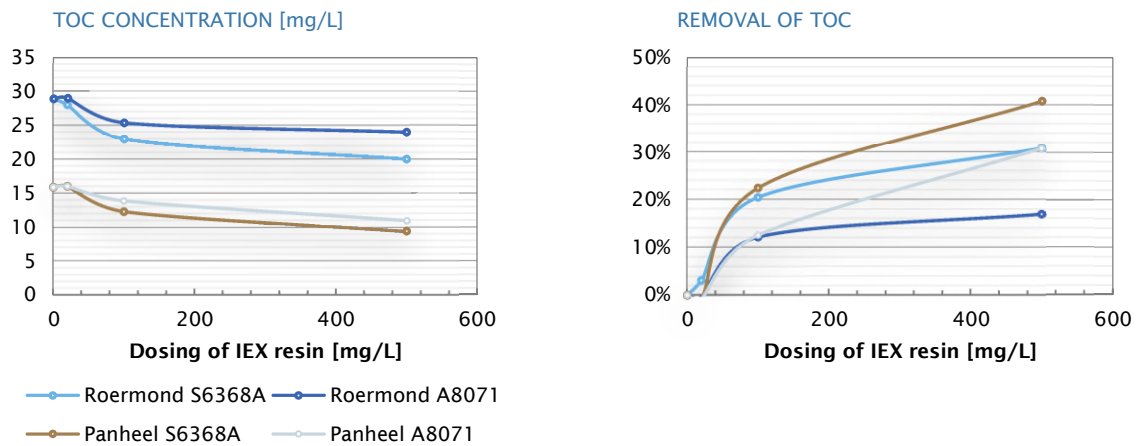 TOC CONCENTRATION [mg/L]
35
30
25
20
15
10
5
0
0 200 400 600
Dosing of IEX resin [mg/L]
REMOVAL OF TOC
50%
40%
30%
20%
10%
0%
0 200 400 600
Dosing of IEX resin [mg/L]
Roermond S6368A Roermond A8071
Panheel S6368A Panheel A8071